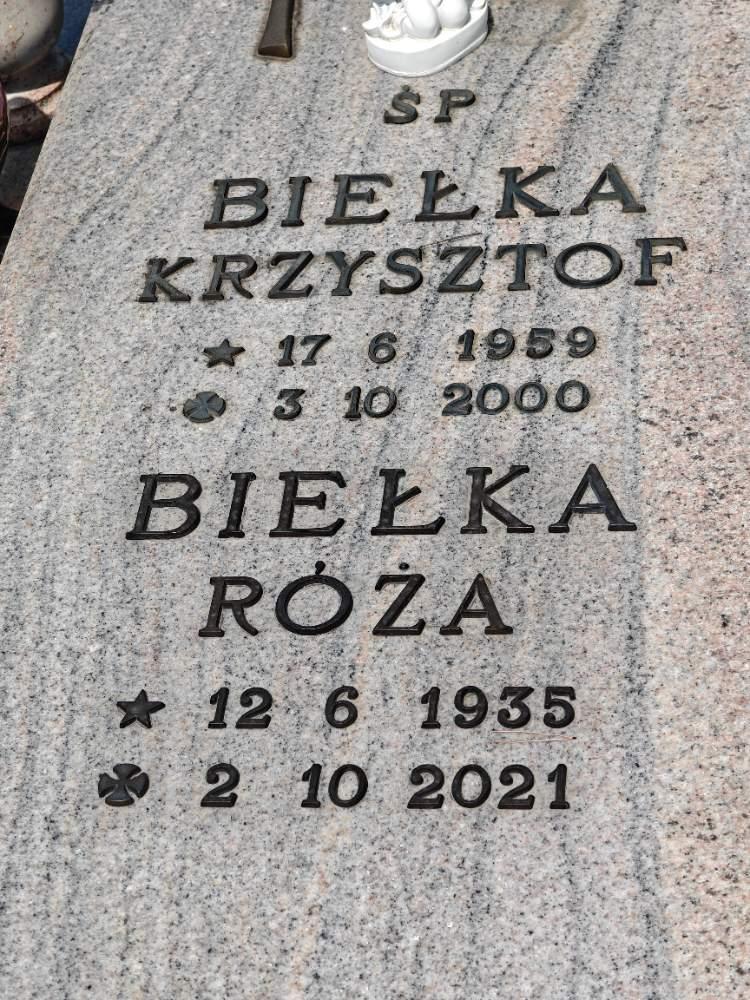 ŚP
BIEŁKA
KRZYSZTOF
17 6 1959
3 10 2000
BIEŁKA
RÓŻA
12 6 1935
2 10 2021